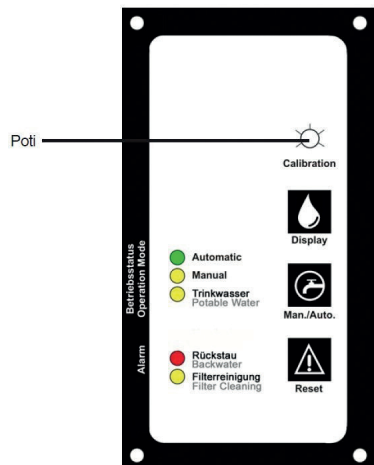 Poti
Calibration
Display
Betriebsstatus
Operation Mode
Automatic
Manual
Trinkwasser
Potable Water
Man./Auto.
Alarm
Rückstau
Backwater
Filterreinigung
Filter Cleaning
Reset